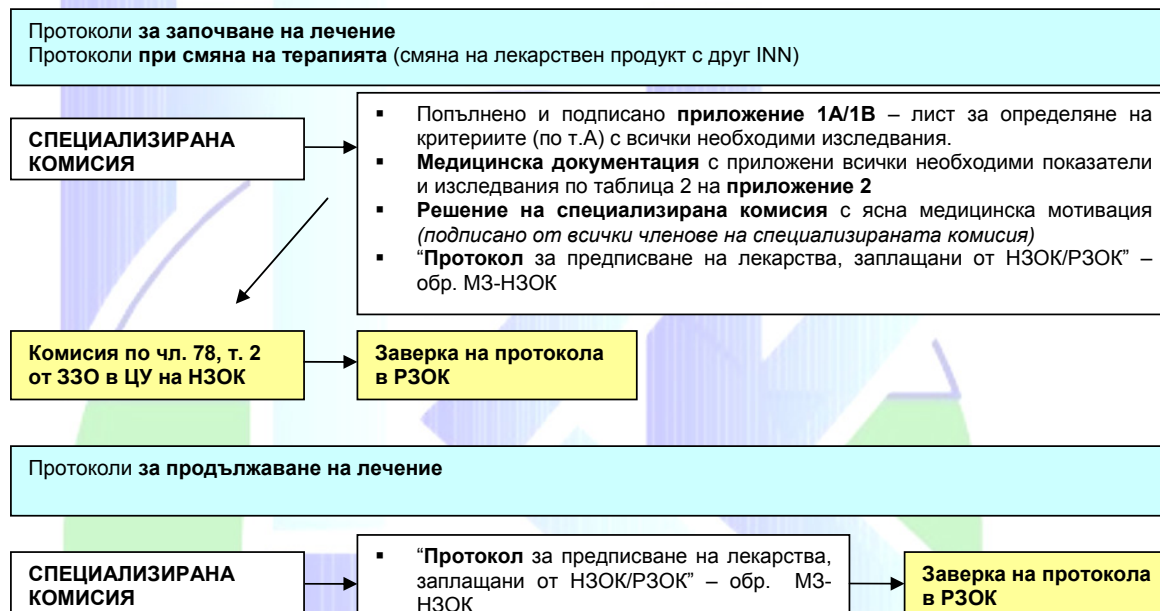 Протоколи за започване на лечение
Протоколи при смяна на терапията (смяна на лекарствен продукт с друг INN)
СПЕЦИАЛИЗИРАНА
КОМИСИЯ
▪ Попълнено и подписано приложение 1А/1В – лист за определяне на
критериите (по т.А) с всички необходими изследвания.
▪ Медицинска документация с приложени всички необходими показатели
и изследвания по таблица 2 на приложение 2
▪ Решение на специализирана комисия с ясна медицинска мотивация
(подписано от всички членове на специализираната комисия)
▪ “Протокол за предписване на лекарства, заплащани от НЗОК/РЗОК” –
обр. МЗ-НЗОК
Комисия по чл. 78, т. 2
от ЗЗО в ЦУ на НЗОК
Заверка на протокола
в РЗОК
Протоколи за продължаване на лечение
СПЕЦИАЛИЗИРАНА
КОМИСИЯ
▪ “Протокол за предписване на лекарства,
заплащани от НЗОК/РЗОК” – обр. МЗ-
НЗОК
Заверка на протокола
в РЗОК